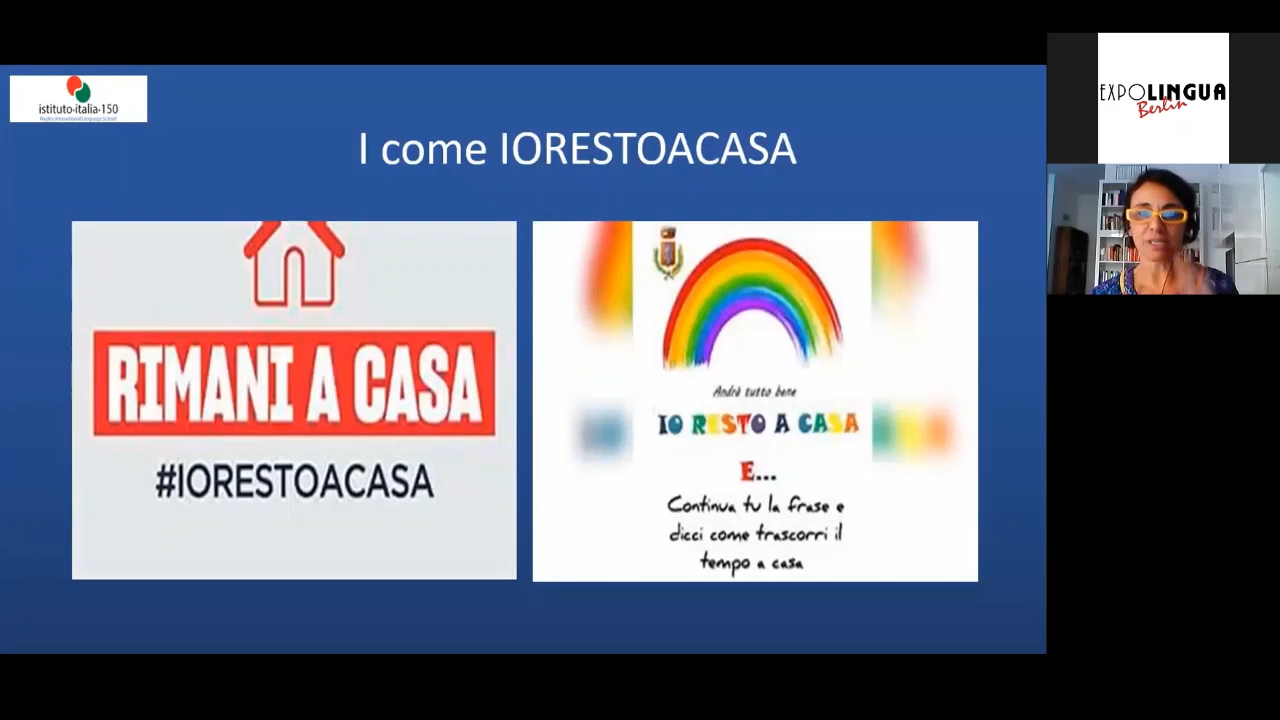 istituto-italia-150
I come IORESTOACASA
RIMANI A CASA
#IORESTOACASA
Andrà tutto bene
IO RESTO A CASA
E...
Continua tu la frase e
dicci come trascorri il
tempo a casa
EXPOLINGUA
Berlin